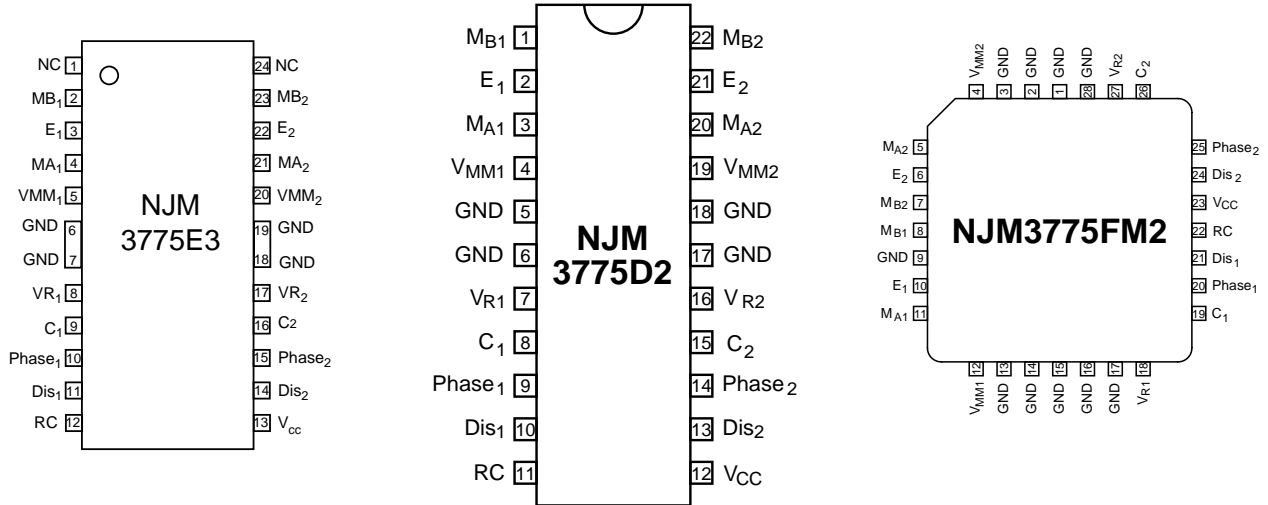 NC 1 24 NC
MB₁ 2 23 MB₂
E₁ 3 22 E₂
MA₁ 4 21 MA₂
VMM₁ 5 20 VMM₂
GND 6 19 GND
GND 7 18 GND
VR₁ 8 17 VR₂
C₁ 9 16 C₂
Phase₁ 10 15 Phase₂
Dis₁ 11 14 Dis₂
RC 12 13 Vcc
NJM
3775E3
MB1 1 22 MB2
E1 2 21 E2
MA1 3 20 MA2
VMM1 4 19 VMM2
GND 5 18 GND
GND 6 17 GND
VR1 7 16 VR2
C1 8 15 C2
Phase1 9 14 Phase2
Dis1 10 13 Dis2
RC 11 12 VCC
NJM
3775D2
VMM2 GND GND GND GND VR2 C2
4 3 2 1 28 27 26
MA2 5 25 Phase2
E2 6 24 Dis2
MB2 7 23 VCC
MB1 8 22 RC
GND 9 21 Dis1
E1 10 20 Phase1
MA1 11 19 C1
NJM3775FM2
12 13 14 15 16 17 18
VMM1 GND GND GND GND GND VR1